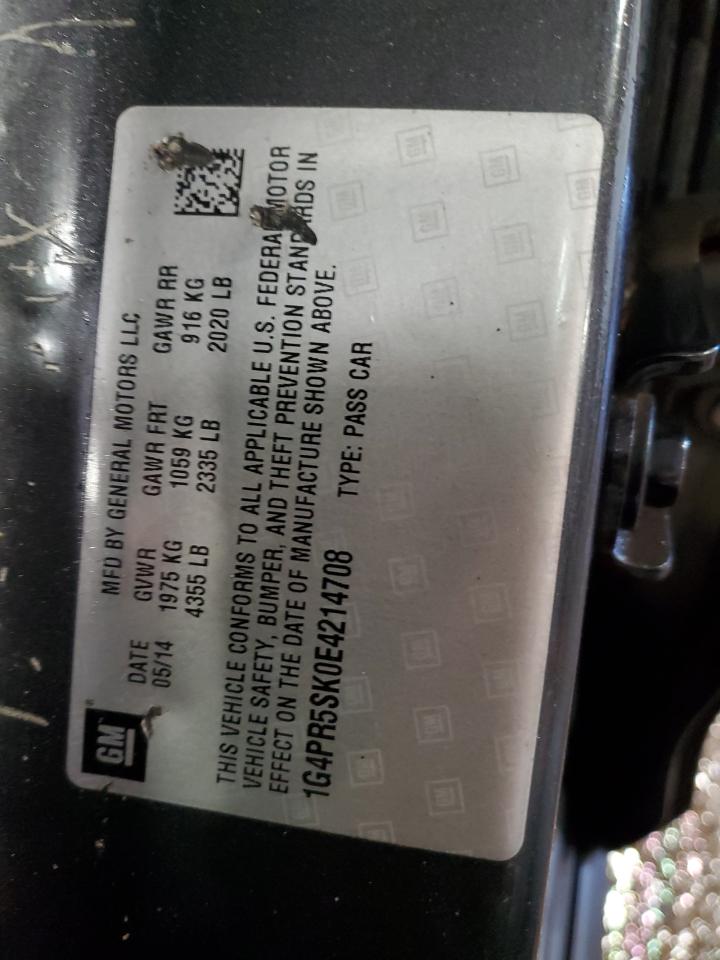 GM
MFD BY GENERAL MOTORS LLC
DATE GVWR GAWR FRT GAWR RR
05/14 1975 KG 1059 KG 916 KG
4355 LB 2335 LB 2020 LB
THIS VEHICLE CONFORMS TO ALL APPLICABLE U.S. FEDERAL MOTOR
VEHICLE SAFETY, BUMPER, AND THEFT PREVENTION STANDARDS IN
EFFECT ON THE DATE OF MANUFACTURE SHOWN ABOVE.
1G4PR5SK0E4214708 TYPE: PASS CAR